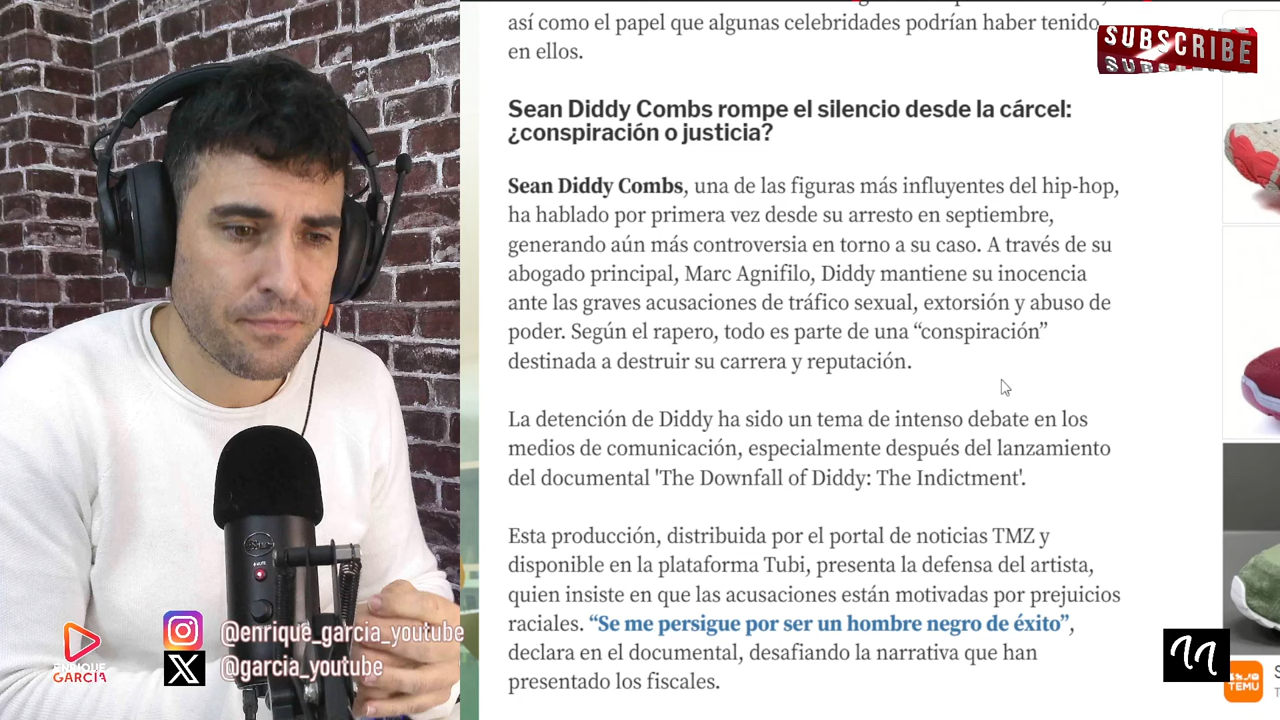 así como el papel que algunas celebridades podrían haber tenido
en ellos.
SUBSCRIBE
Sean Diddy Combs rompe el silencio desde la cárcel:
¿conspiración o justicia?
Sean Diddy Combs, una de las figuras más influyentes del hip-hop,
ha hablado por primera vez desde su arresto en septiembre,
generando aún más controversia en torno a su caso. A través de su
abogado principal, Marc Agnifilo, Diddy mantiene su inocencia
ante las graves acusaciones de tráfico sexual, extorsión y abuso de
poder. Según el rapero, todo es parte de una “conspiración”
destinada a destruir su carrera y reputación.
La detención de Diddy ha sido un tema de intenso debate en los
medios de comunicación, especialmente después del lanzamiento
del documental 'The Downfall of Diddy: The Indictment'.
Esta producción, distribuida por el portal de noticias TMZ y
disponible en la plataforma Tubi, presenta la defensa del artista,
quien insiste en que las acusaciones están motivadas por prejuicios
raciales. “Se me persigue por ser un hombre negro de éxito”,
declara en el documental, desafiando la narrativa que han
presentado los fiscales.
ENRIQUE
GARCIA
@enrique_garcia_youtube
@garcia_youtube
TEMU